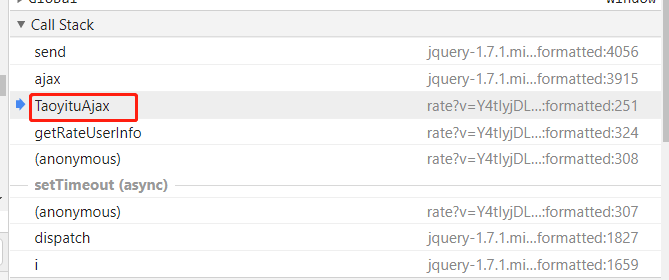 Call Stack
send jquery-1.7.1.mi...formatted:4056
ajax jquery-1.7.1.mi...formatted:3915
TaoyituAjax rate?v=Y4tIyjDL...:formatted:251
getRateUserInfo rate?v=Y4tIyjDL...:formatted:324
(anonymous) rate?v=Y4tIyjDL...:formatted:308
setTimeout (async)
(anonymous) rate?v=Y4tIyjDL...:formatted:307
dispatch jquery-1.7.1.mi...formatted:1827
i jquery-1.7.1.mi...formatted:1659